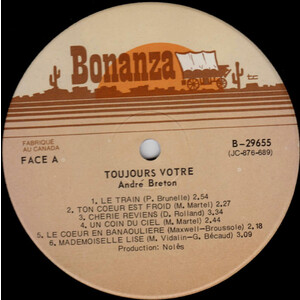 Bonanza
tc
FABRIQUÉ
AU CANADA
FACE A
B-29655
(JC-676-689)
TOUJOURS VOTRE
André Breton
1. LE TRAIN (P. Brunelle) 2.54
2. TON COEUR EST FROID (M. Martel) 2.27
3. CHERIE REVIENS (D. Rolland) 3.34
4. UN COIN DU CIEL (M. Martel) 2.44
5. LE COEUR EN BANAOULIERE (Maxwell-Broussole) 2.18
6. MADEMOISELLE LISE (M. Vidalin-G. Bécaud) 3.09
Production: Nolés